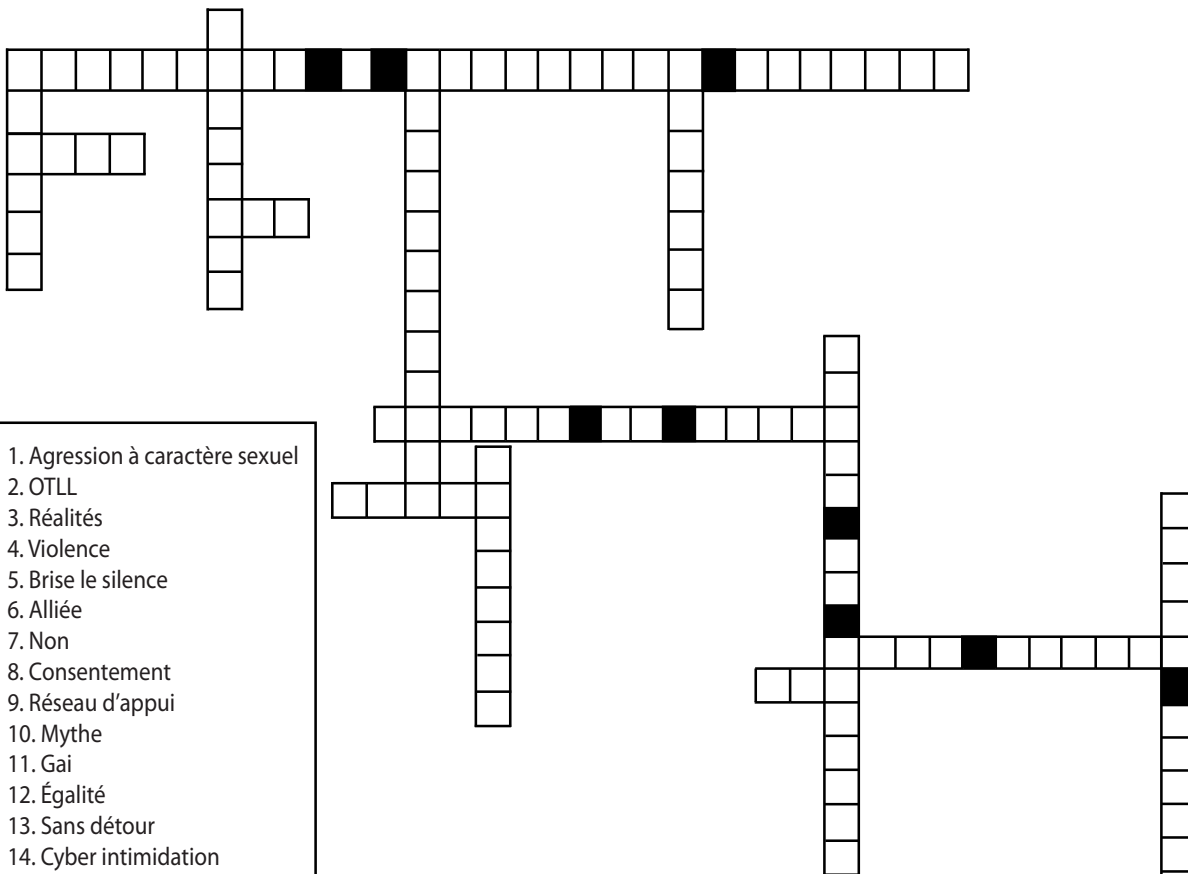 1. Agression à caractère sexuel
2. OTLL
3. Réalités
4. Violence
5. Brise le silence
6. Alliée
7. Non
8. Consentement
9. Réseau d'appui
10. Mythe
11. Gai
12. Égalité
13. Sans détour
14. Cyber intimidation